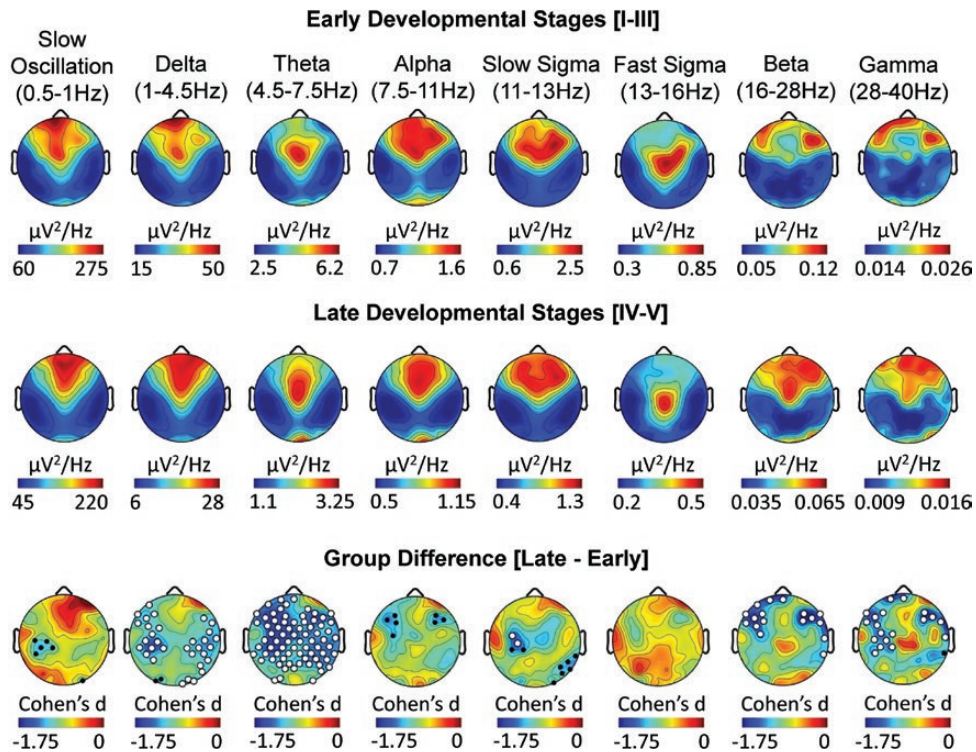 Early Developmental Stages [I-III]
Slow Oscillation (0.5-1Hz)
Delta (1-4.5Hz)
Theta (4.5-7.5Hz)
Alpha (7.5-11Hz)
Slow Sigma (11-13Hz)
Fast Sigma (13-16Hz)
Beta (16-28Hz)
Gamma (28-40Hz)
µV²/Hz µV²/Hz µV²/Hz µV²/Hz µV²/Hz µV²/Hz µV²/Hz µV²/Hz
60 275 15 50 2.5 6.2 0.7 1.6 0.6 2.5 0.3 0.85 0.05 0.12 0.014 0.026
Late Developmental Stages [IV-V]
µV²/Hz µV²/Hz µV²/Hz µV²/Hz µV²/Hz µV²/Hz µV²/Hz µV²/Hz
45 220 6 28 1.1 3.25 0.5 1.15 0.4 1.3 0.2 0.5 0.035 0.065 0.009 0.016
Group Difference [Late - Early]
Cohen's d Cohen's d Cohen's d Cohen's d Cohen's d Cohen's d Cohen's d Cohen's d
-1.75 0 -1.75 0 -1.75 0 -1.75 0 -1.75 0 -1.75 0 -1.75 0 -1.75 0